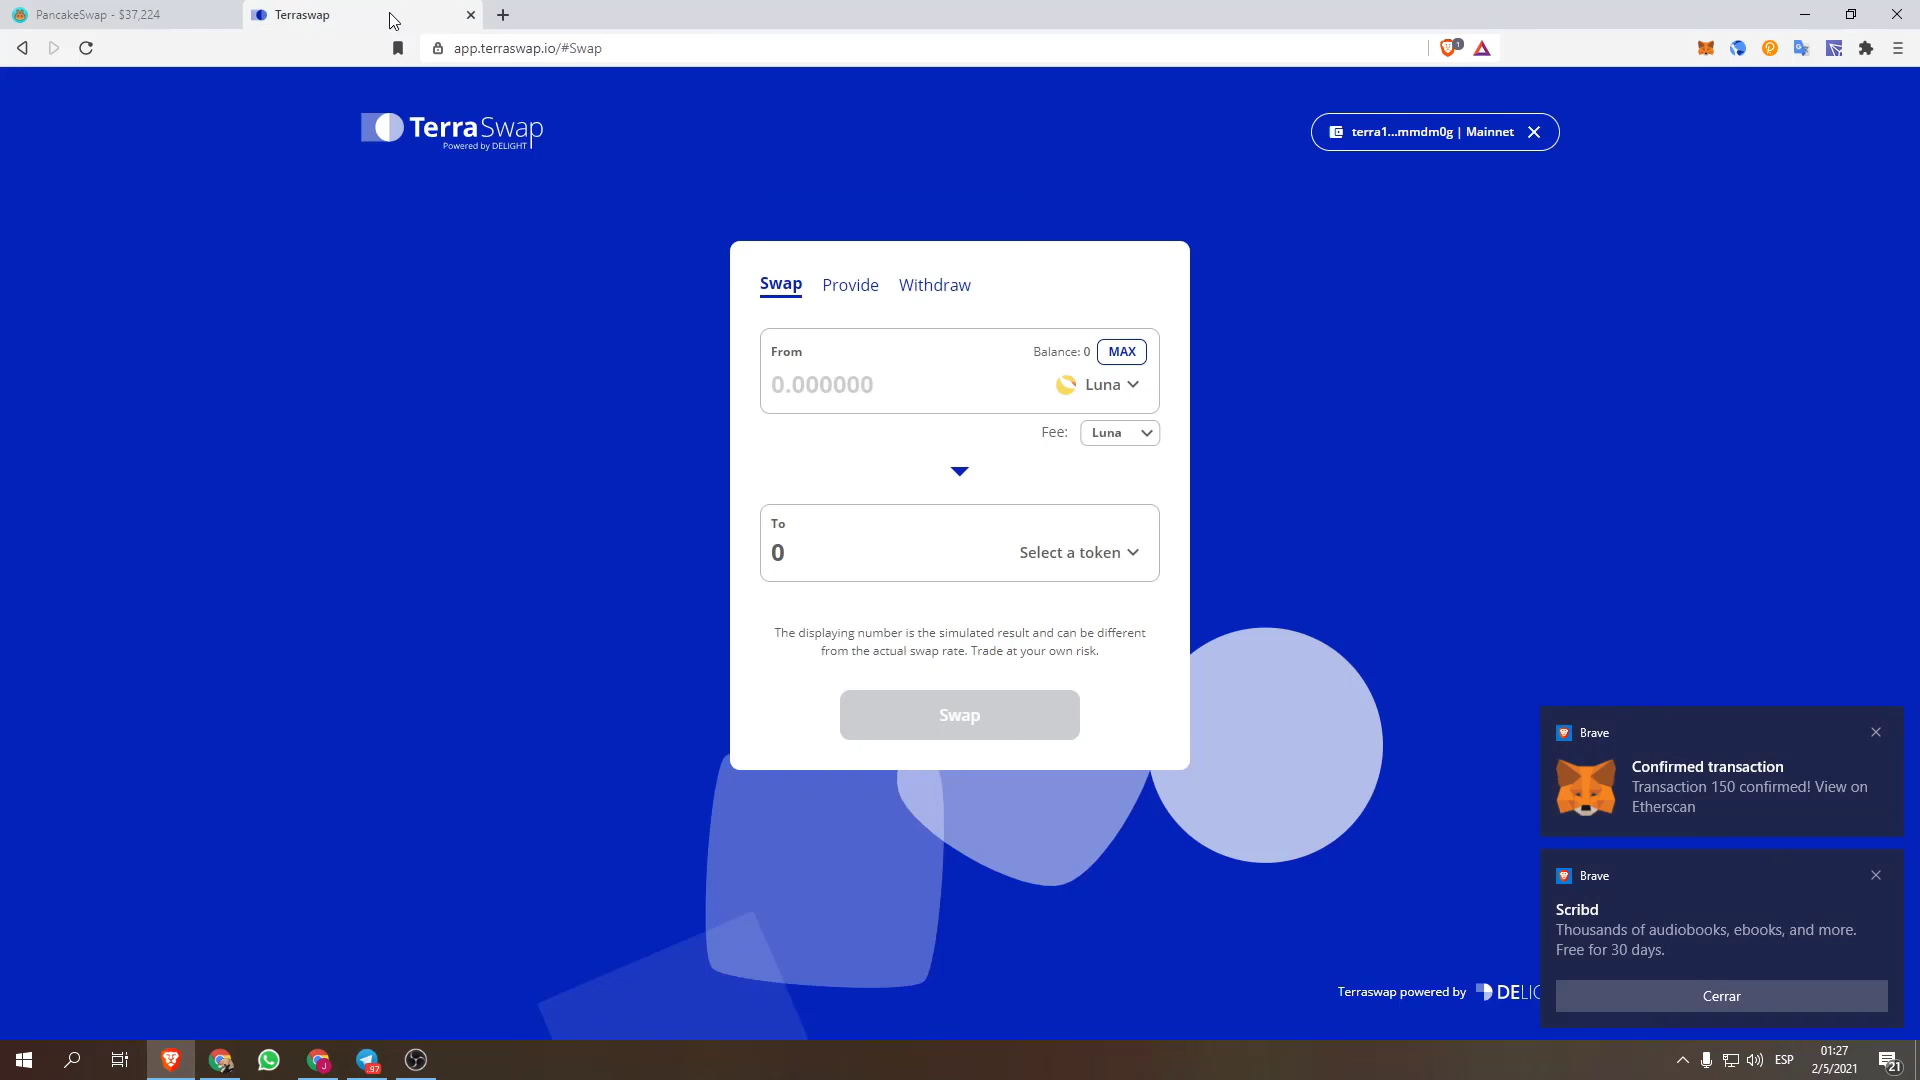 PancakeSwap - $37,224
Terraswap
app.terraswap.io/#Swap
1
TerraSwap
Powered by DELIGHT
terra1...mmdm0g | Mainnet
Swap Provide Withdraw
From
Balance: 0 MAX
0.000000
Luna
Fee: Luna
To
0
Select a token
The displaying number is the simulated result and can be different
from the actual swap rate. Trade at your own risk.
Swap
Brave
Confirmed transaction
Transaction 150 confirmed! View on
Etherscan
Brave
Scribd
Thousands of audiobooks, ebooks, and more.
Free for 30 days.
Cerrar
Terraswap powered by
J
97
ESP
01:27
2/5/2021
21